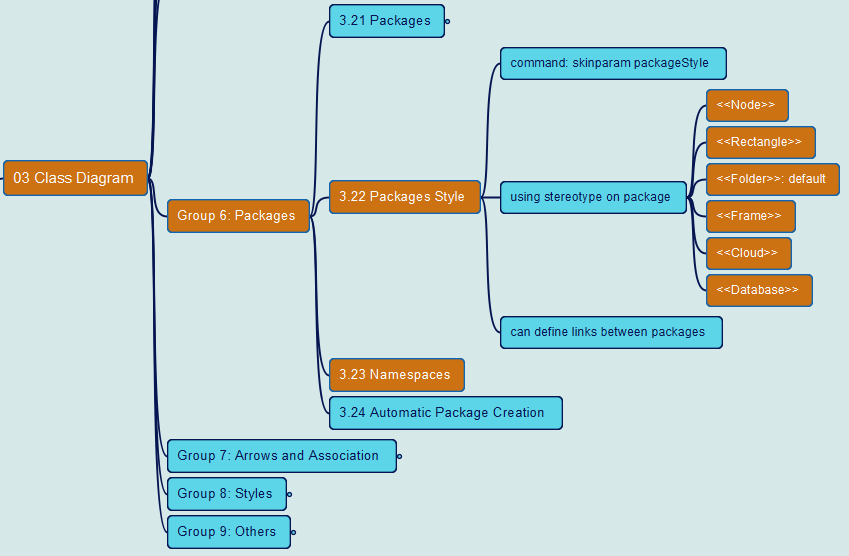 03 Class Diagram
Group 6: Packages
3.21 Packages
3.22 Packages Style
command: skinparam packageStyle
using stereotype on package
<<Node>>
<<Rectangle>>
<<Folder>>: default
<<Frame>>
<<Cloud>>
<<Database>>
can define links between packages
3.23 Namespaces
3.24 Automatic Package Creation
Group 7: Arrows and Association
Group 8: Styles
Group 9: Others